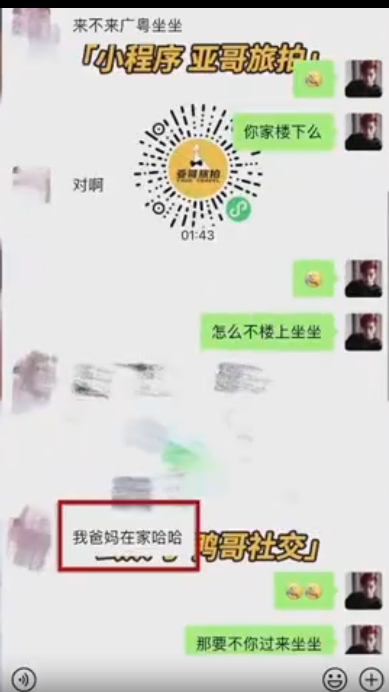 来不来广粤坐坐
「小程序 亚哥旅拍」
你家楼下么
亚哥旅拍
对啊
01:43
怎么不楼上坐坐
我爸妈在家哈哈
鸭哥社交」
那要不你过来坐坐